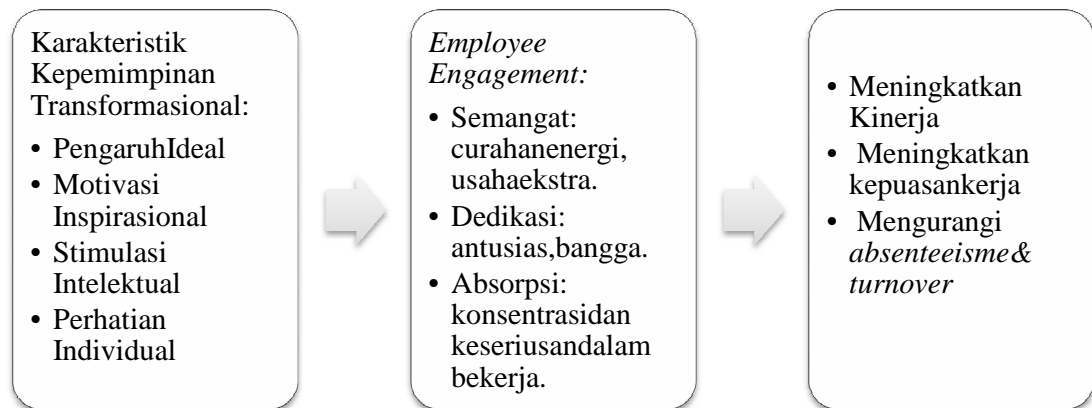 Karakteristik
Kepemimpinan
Transformasional:
• PengaruhIdeal
• Motivasi
Inspirasional
• Stimulasi
Intelektual
• Perhatian
Individual
Employee
Engagement:
• Semangat:
curahanenergi,
usahaekstra.
• Dedikasi:
antusias,bangga.
• Absorpsi:
konsentrasidan
keseriusandalam
bekerja.
• Meningkatkan
Kinerja
• Meningkatkan
kepuasankerja
• Mengurangi
absenteeisme&
turnover